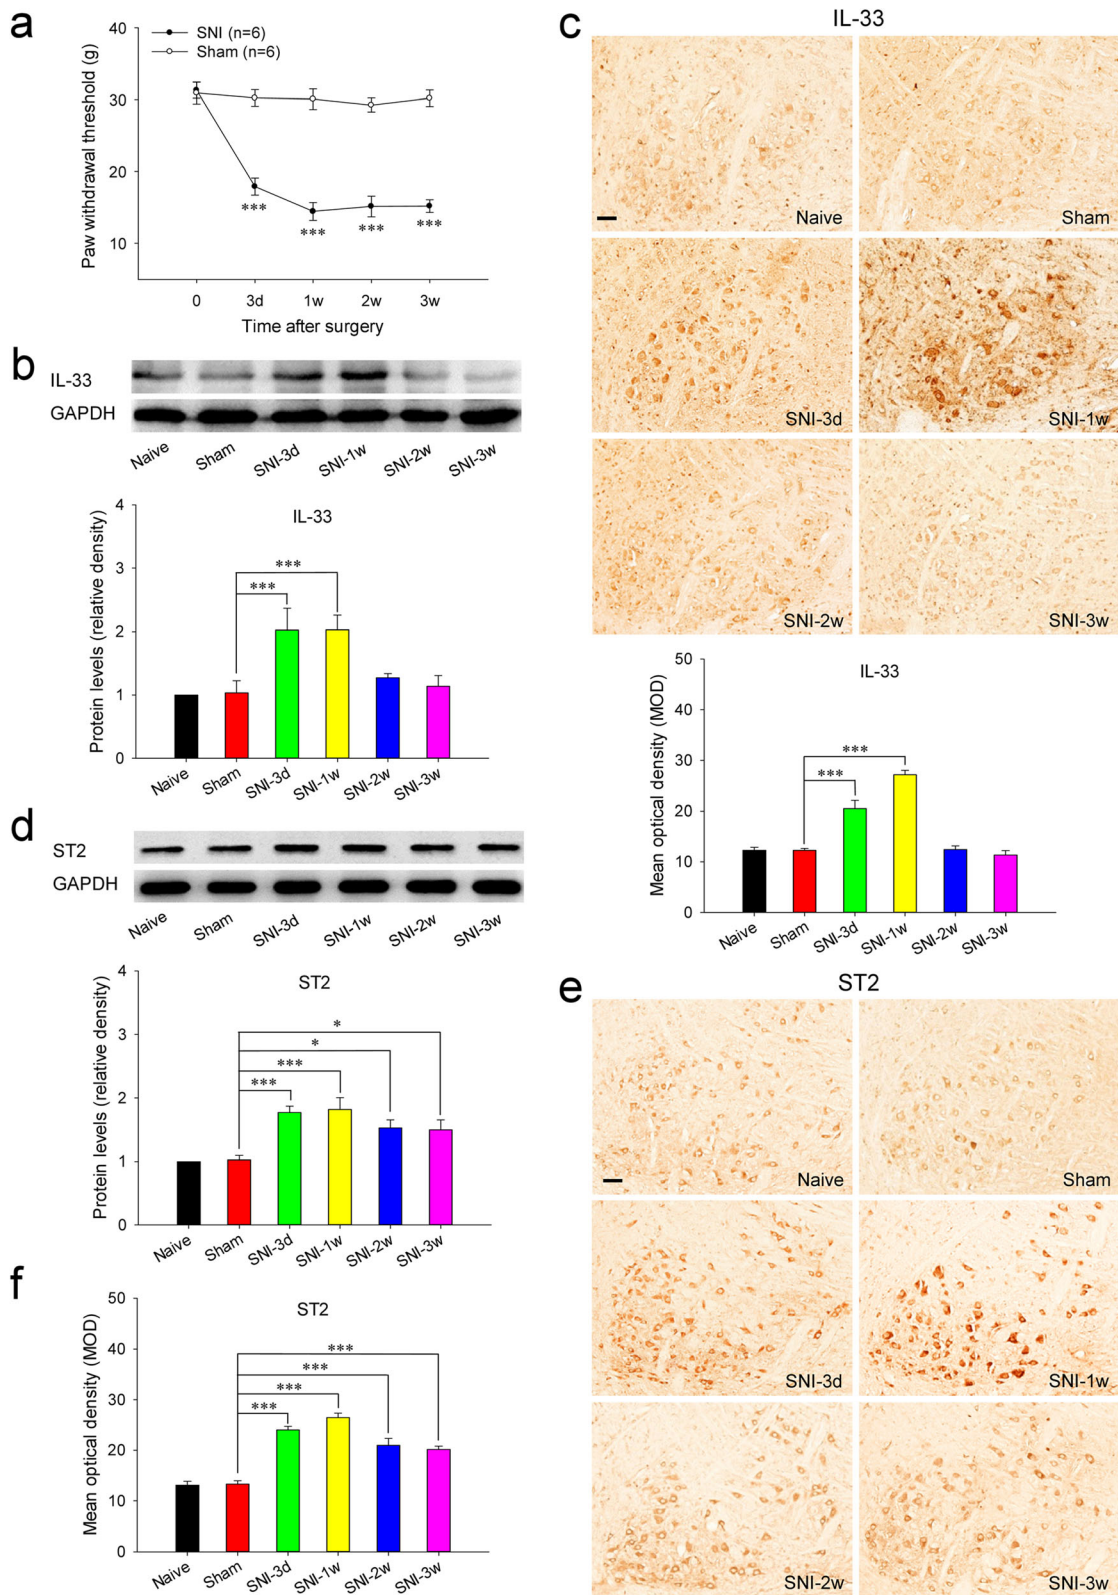 a
SNI (n=6)
Sham (n=6)
Paw withdrawal threshold (g)
40
30
20
10
0 3d 1w 2w 3w
***
***
***
***
Time after surgery
b
IL-33
GAPDH
Naive Sham SNI-3d SNI-1w SNI-2w SNI-3w
IL-33
Protein levels (relative density)
4
3
2
1
0
***
***
Naive Sham SNI-3d SNI-1w SNI-2w SNI-3w
c
IL-33
Naive
Sham
SNI-3d
SNI-1w
SNI-2w
SNI-3w
IL-33
Mean optical density (MOD)
50
40
30
20
10
0
***
***
Naive Sham SNI-3d SNI-1w SNI-2w SNI-3w
d
ST2
GAPDH
Naive Sham SNI-3d SNI-1w SNI-2w SNI-3w
ST2
Protein levels (relative density)
4
3
2
1
0
*
*
***
***
Naive Sham SNI-3d SNI-1w SNI-2w SNI-3w
e
ST2
Naive
Sham
SNI-3d
SNI-1w
SNI-2w
SNI-3w
f
ST2
Mean optical density (MOD)
50
40
30
20
10
0
***
***
***
***
Naive Sham SNI-3d SNI-1w SNI-2w SNI-3w